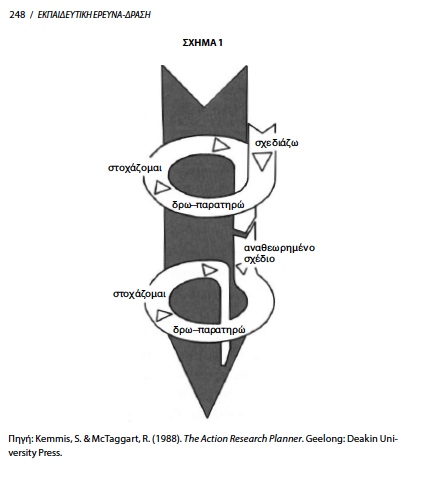 248 / ΕΚΠΑΙΔΕΥΤΙΚΗ ΕΡΕΥΝΑ-ΔΡΑΣΗ
ΣΧΗΜΑ 1
σχεδιάζω
στοχάζομαι
δρω–παρατηρώ
αναθεωρημένο
σχέδιο
στοχάζομαι
δρω–παρατηρώ
Πηγή: Kemmis, S. & McTaggart, R. (1988). The Action Research Planner. Geelong: Deakin Uni-
versity Press.